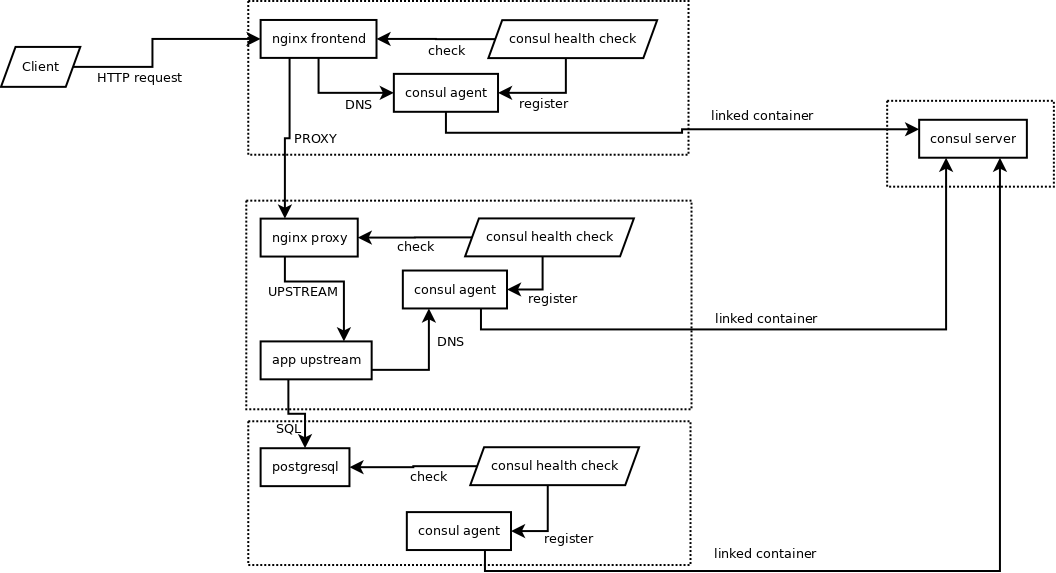 nginx frontend
consul health check
check
Client
HTTP request
consul agent
DNS
register
linked container
PROXY
consul server
nginx proxy
consul health check
check
UPSTREAM
consul agent
register
linked container
DNS
app upstream
SQL
postgresql
consul health check
check
consul agent
register
linked container